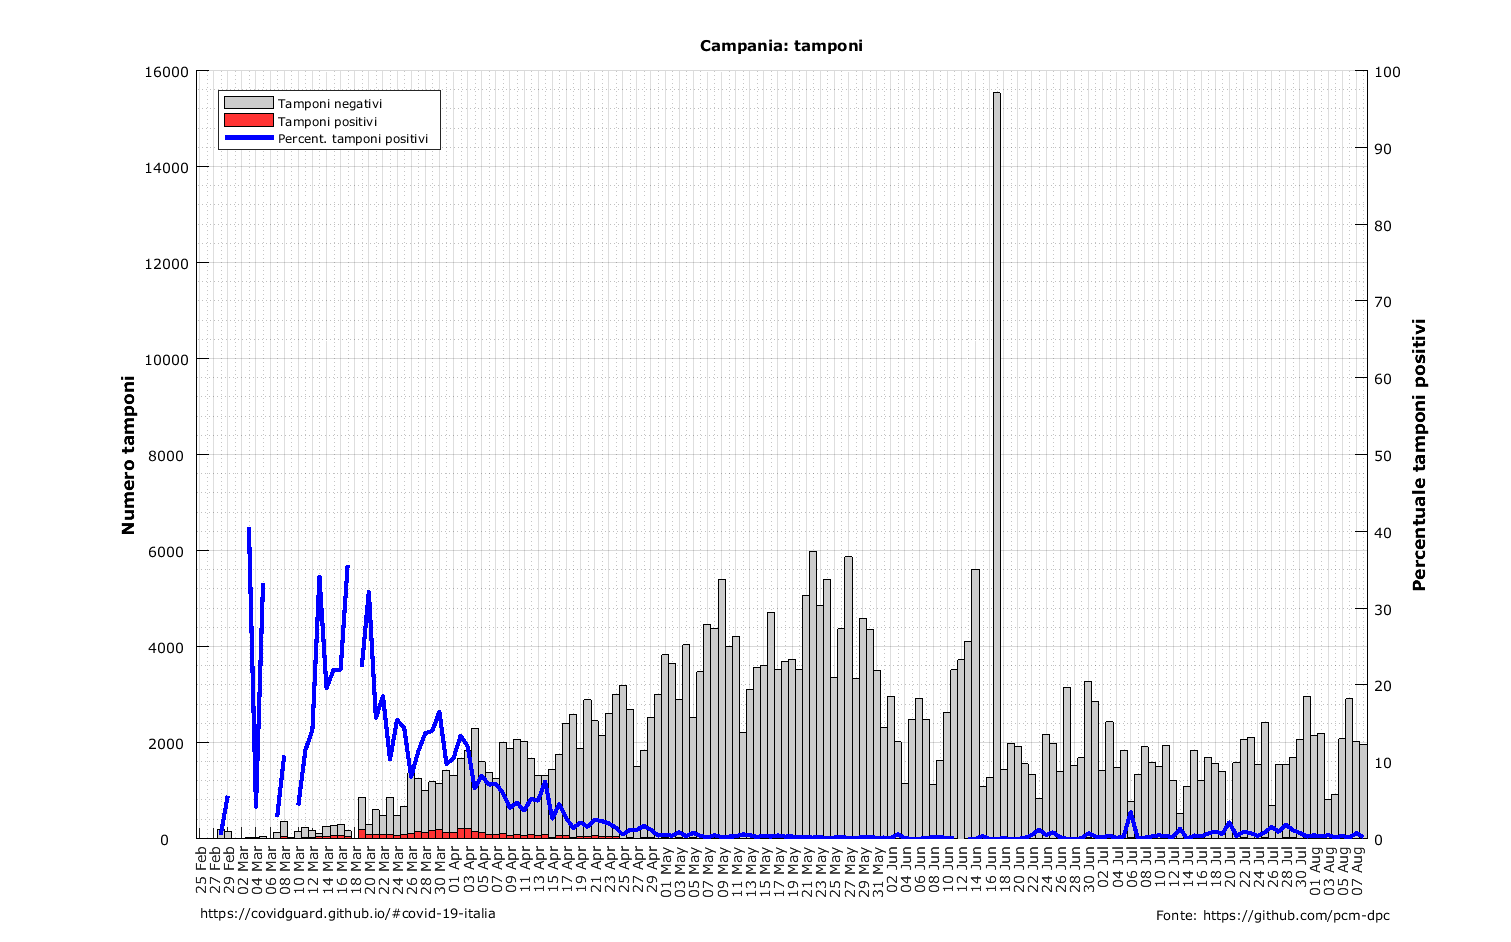 Campania: tamponi
Tamponi negativi
Tamponi positivi
Percent. tamponi positivi
Numero tamponi
16000
14000
12000
10000
8000
6000
4000
2000
0
Percentuale tamponi positivi
100
90
80
70
60
50
40
30
20
10
0
25 Feb
27 Feb
29 Feb
02 Mar
04 Mar
06 Mar
08 Mar
10 Mar
12 Mar
14 Mar
16 Mar
18 Mar
20 Mar
22 Mar
24 Mar
26 Mar
28 Mar
30 Mar
01 Apr
03 Apr
05 Apr
07 Apr
09 Apr
11 Apr
13 Apr
15 Apr
17 Apr
19 Apr
21 Apr
23 Apr
25 Apr
27 Apr
29 Apr
01 May
03 May
05 May
07 May
09 May
11 May
13 May
15 May
17 May
19 May
21 May
23 May
25 May
27 May
29 May
31 May
02 Jun
04 Jun
06 Jun
08 Jun
10 Jun
12 Jun
14 Jun
16 Jun
18 Jun
20 Jun
22 Jun
24 Jun
26 Jun
28 Jun
30 Jun
02 Jul
04 Jul
06 Jul
08 Jul
10 Jul
12 Jul
14 Jul
16 Jul
18 Jul
20 Jul
22 Jul
24 Jul
26 Jul
28 Jul
30 Jul
01 Aug
03 Aug
05 Aug
07 Aug
https://covidguard.github.io/#covid-19-italia
Fonte: https://github.com/pcm-dpc